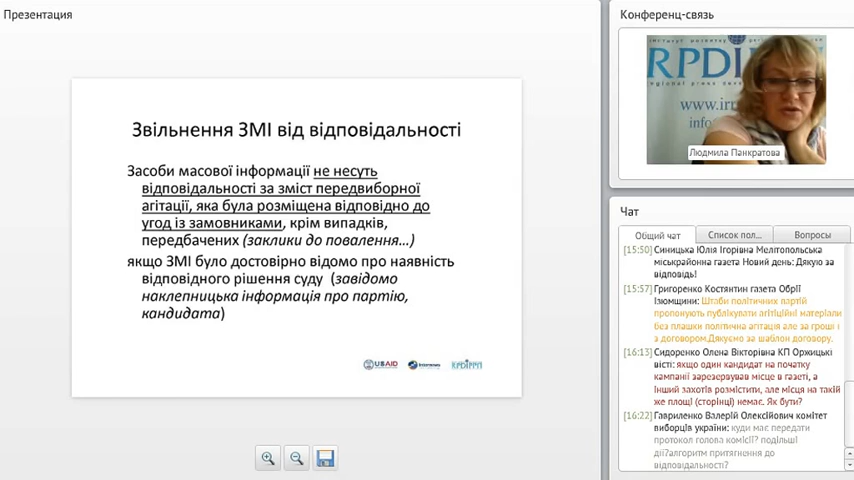 Презентация
Звільнення ЗМІ від відповідальності
Засоби масової інформації не несуть
відповідальності за зміст передвиборної
агітації, яка була розміщена відповідно до
угод із замовниками, крім випадків,
передбачених (заклики до повалення...)
якщо ЗМІ було достовірно відомо про наявність
відповідного рішення суду (завідомо
наклепницька інформація про партію,
кандидата)
USAID
Internews
Конференц-связь
RPDI
www.ir
Людмила Панкратова
Чат
Общий чат
Список пол...
Вопросы
[15:50] Синицька Юлія Ігорівна Мелітопольська
міськрайонна газета Новий день: Дякую за
відповідь!
[15:57] Григоренко Костянтин газета Обрії
Ізюмщини: Штаби політичних партій
пропонують публікувати агітіційні матеріали
без плашки політична агітація але за гроші і
з договором.Дякуємо за шаблон договору.
[16:13] Сидоренко Олена Вікторівна КП Оржицькі
вісті: якщо один кандидат на початку
кампанії зарезервував місце в газеті, а
інший захотів розмістити, але місця на такій
же площі (сторінці) немає. Як бути?
[16:22] Гавриленко Валерій Олексійович комітет
виборців україни: куди має передати
протокол голова комісії? подільші
дії?алгоритм притягнення до
відповідальності?